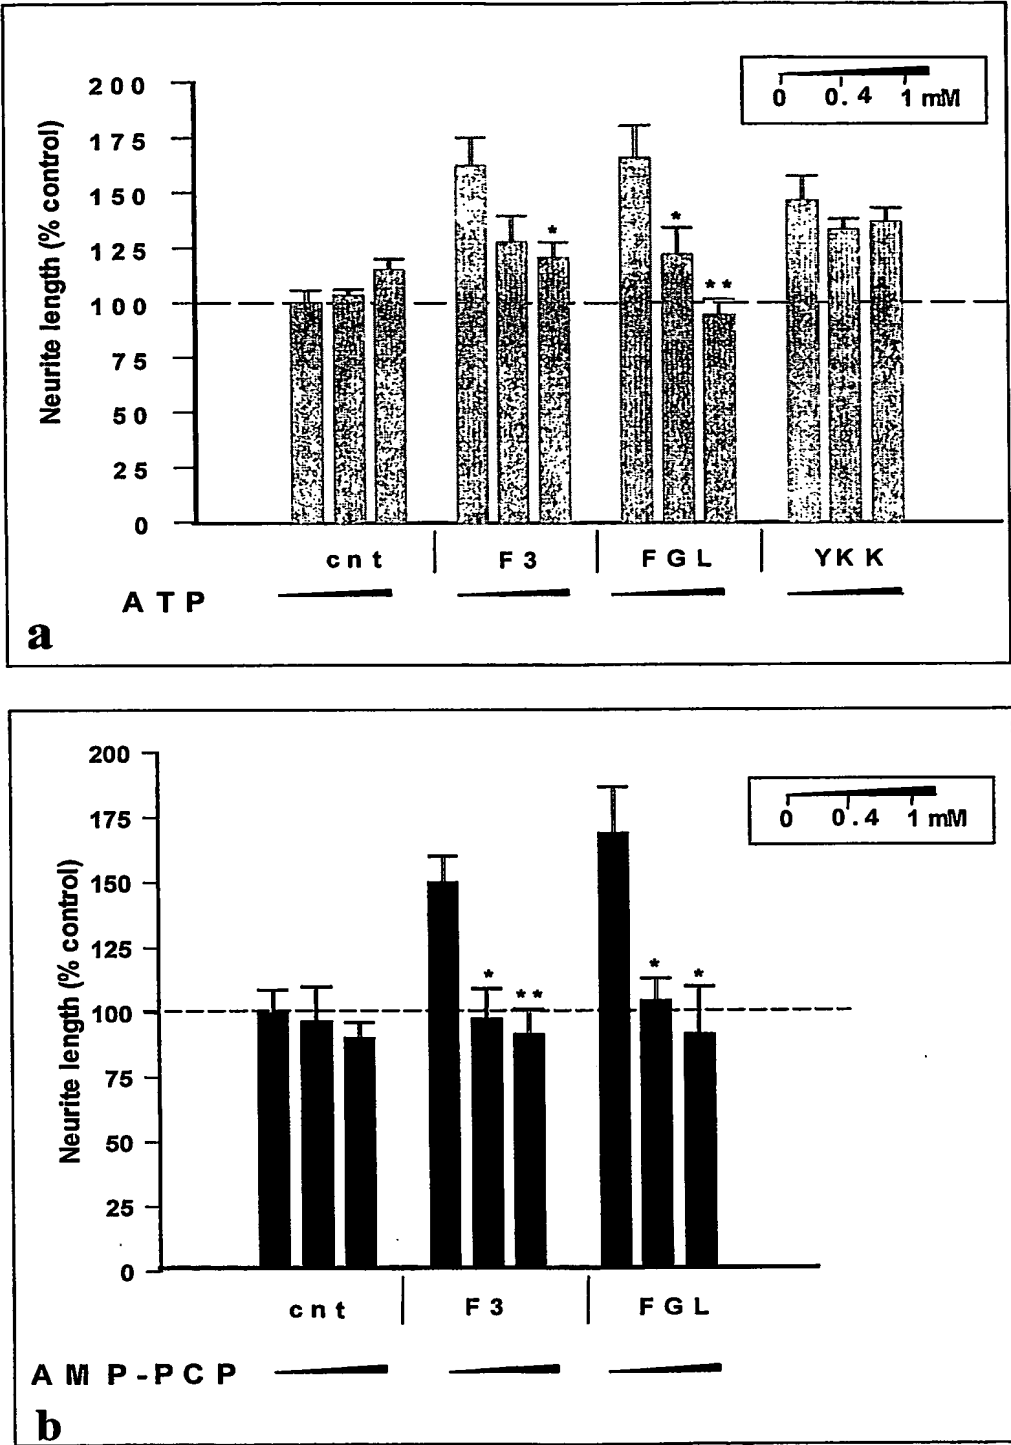 200
175
150
125
100
75
50
25
0
Neurite length (% control)
0 0.4 1 mM
*
*
**
cnt F3 FGL YKK
ATP
a
200
175
150
125
100
75
50
25
0
Neurite length (% control)
0 0.4 1 mM
*
**
*
*
cnt F3 FGL
AMP-PCP
b